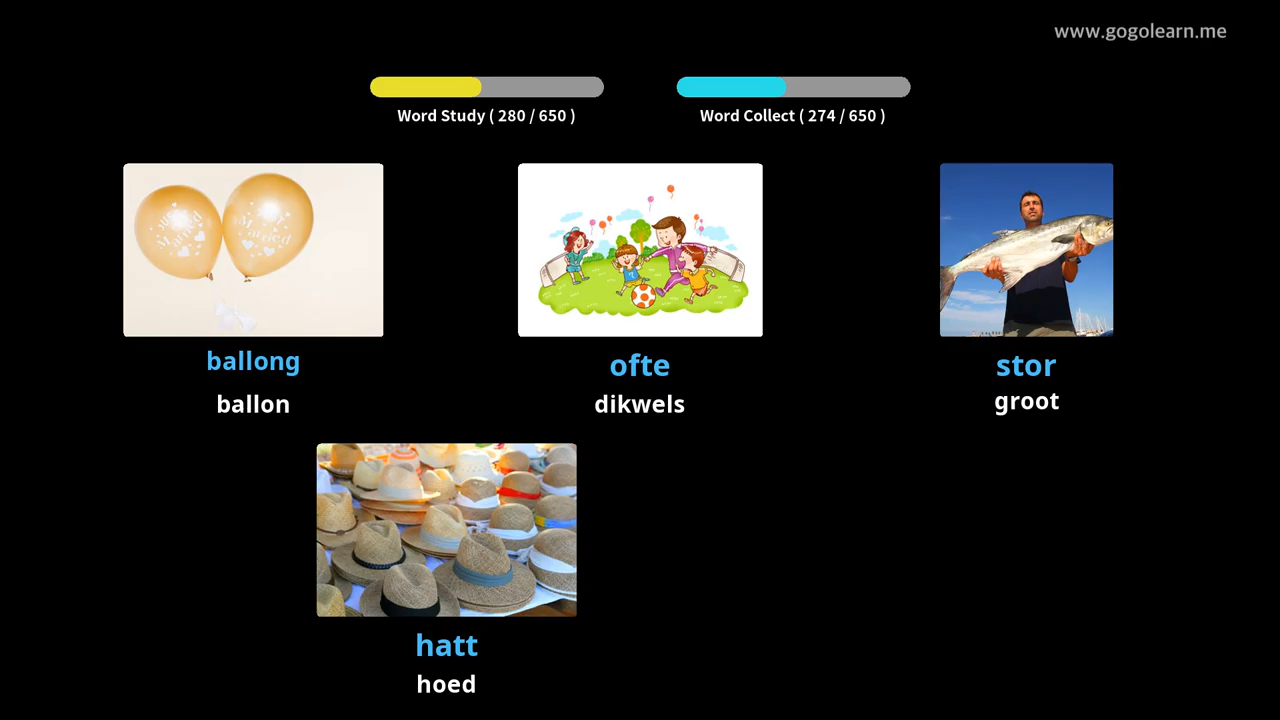 www.gogolearn.me
Word Study ( 280 / 650 )
Word Collect ( 274 / 650 )
ballong
ballon
ofte
dikwels
stor
groot
hatt
hoed